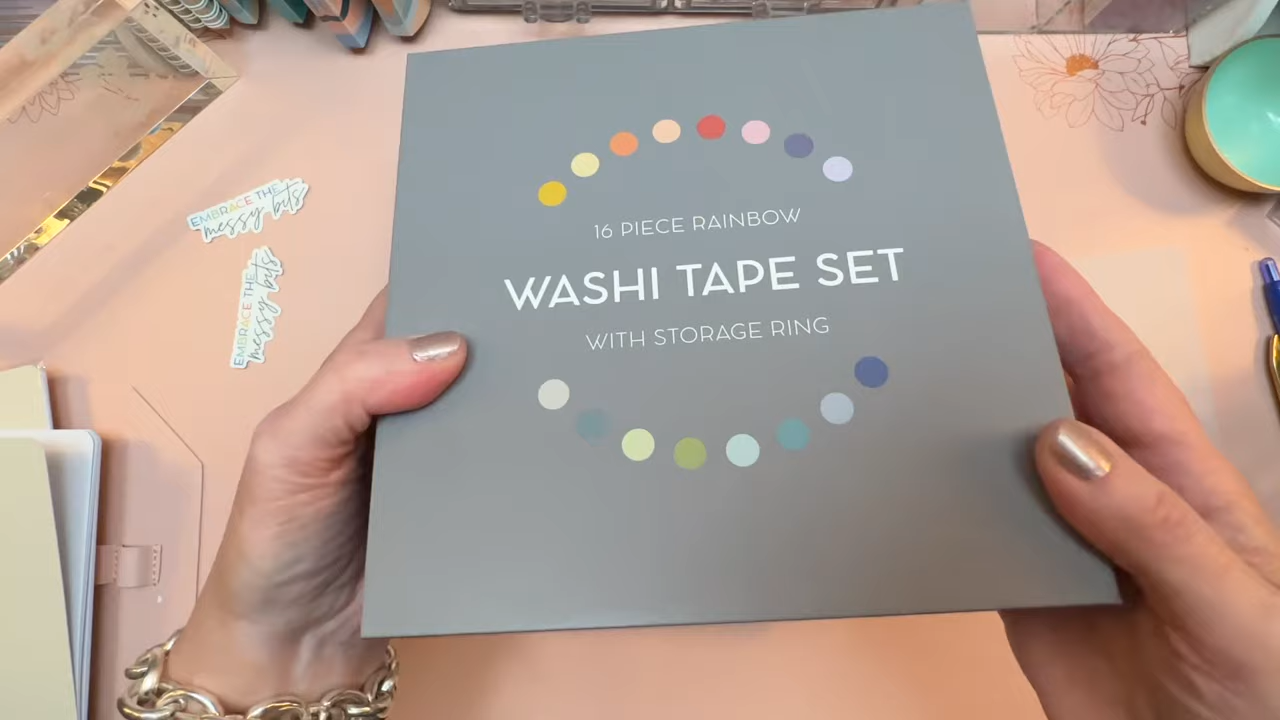 16 PIECE RAINBOW
WASHI TAPE SET
WITH STORAGE RING
EMBRACE THE
messy bits
EMBRACE THE
messy bits